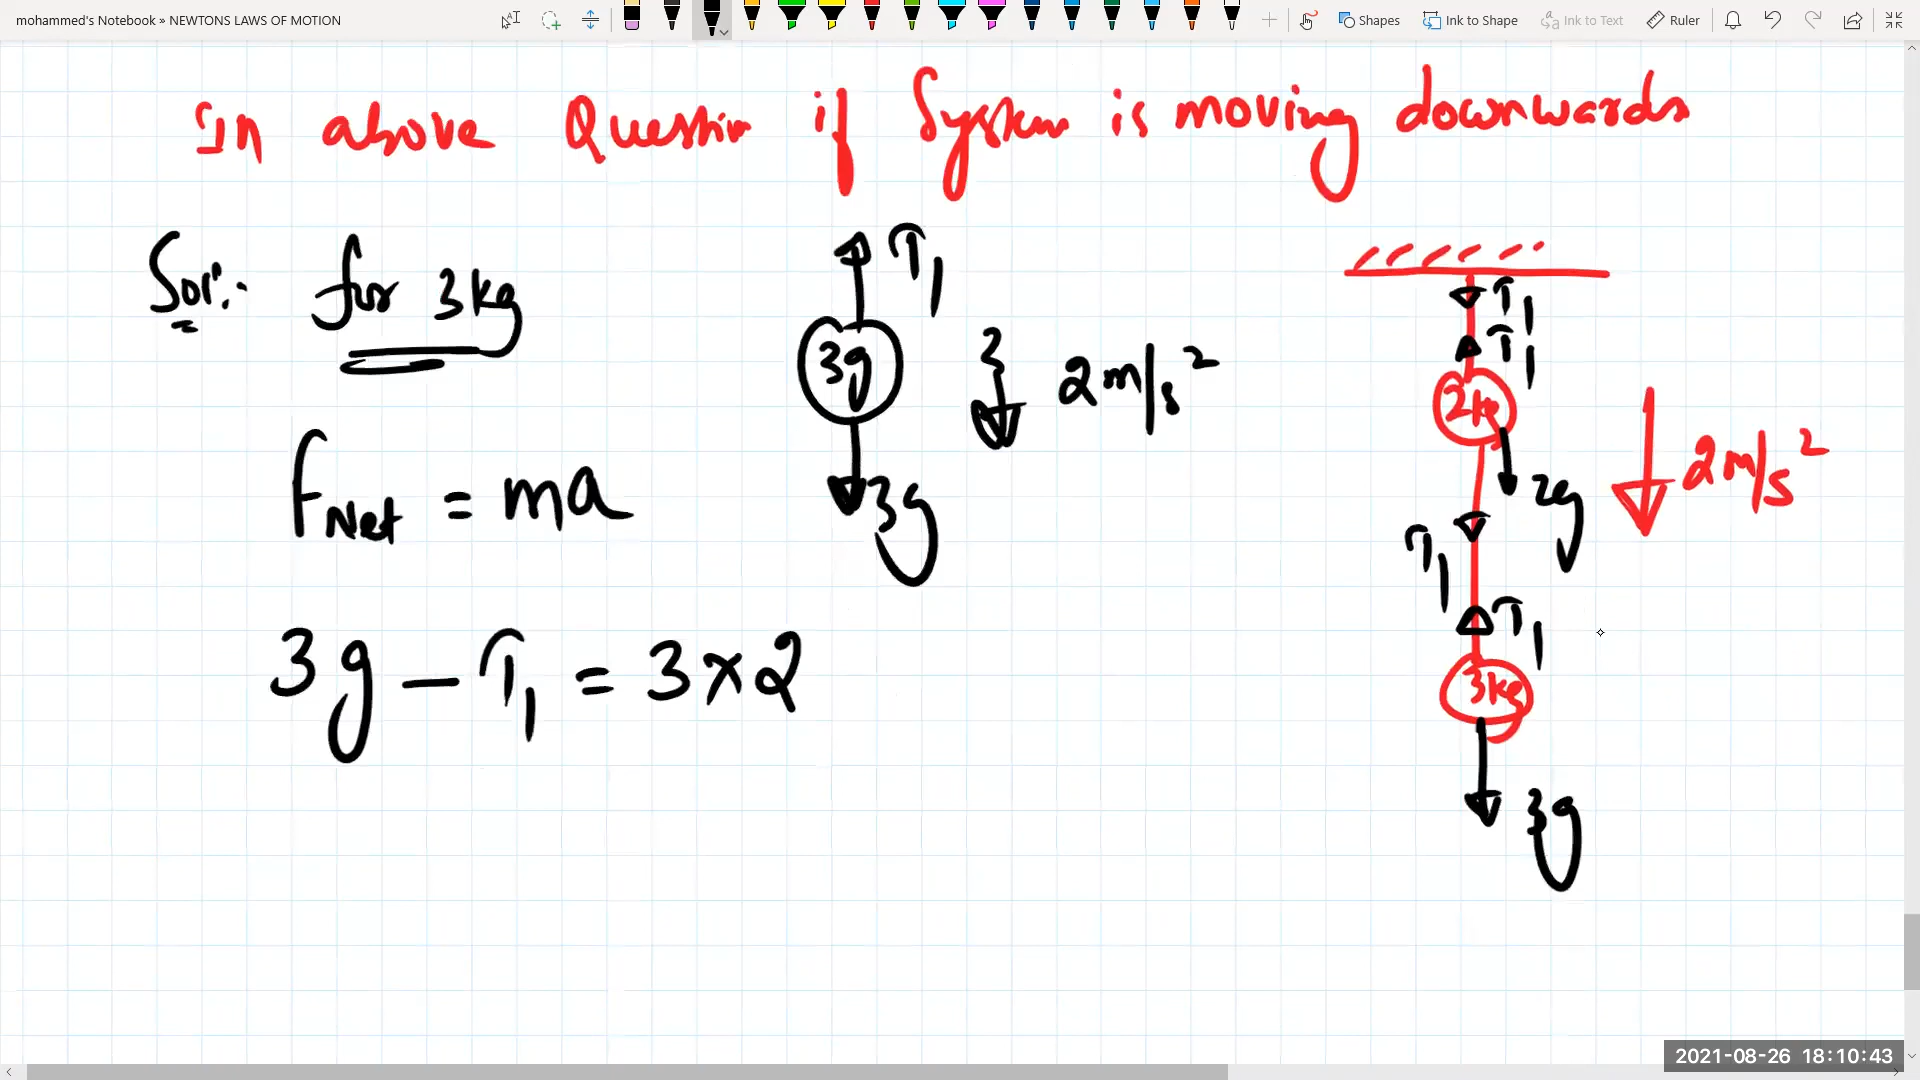 mohammed's Notebook » NEWTONS LAWS OF MOTION
Shapes
Ink to Shape
Ink to Text
Ruler
In above Question if System is moving downwards
Sol:- for 3kg
T1
3g
2m/s²
3g
FNet = ma
3g - T1 = 3×2
T1
T1
2kg
2g
2m/s²
T1
T1
3kg
3g
2021-08-26 18:10:43